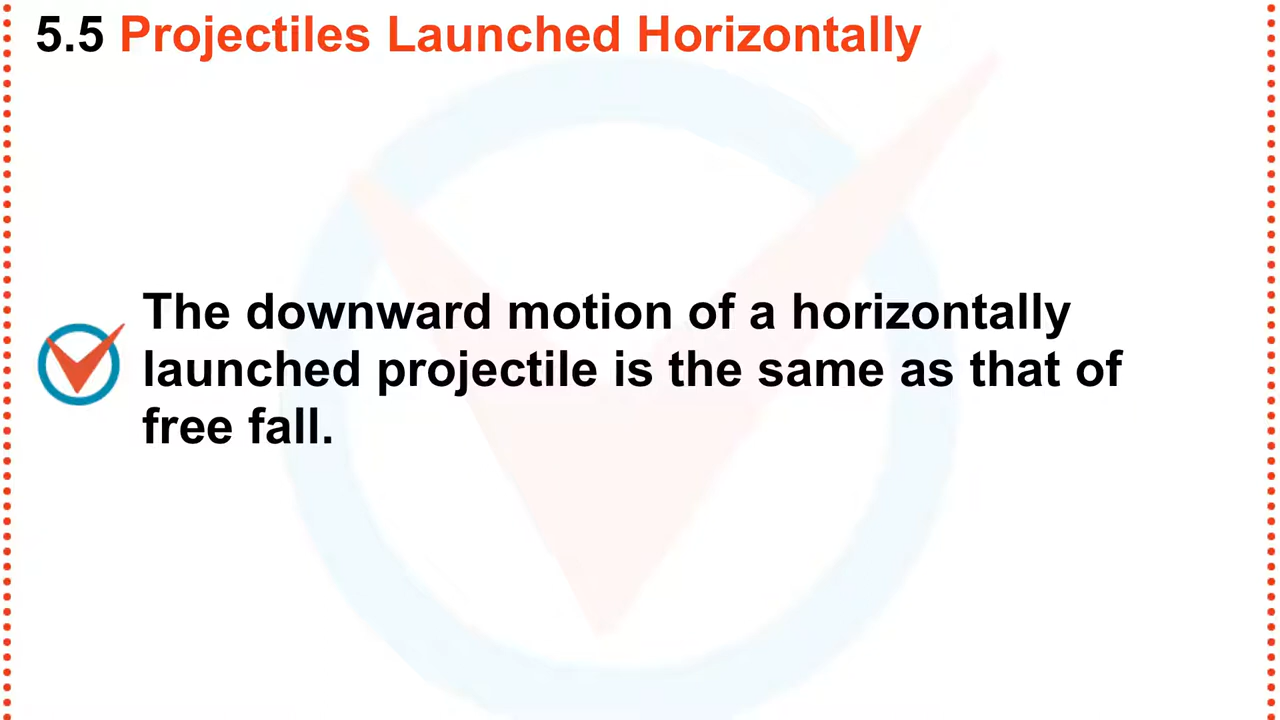 5.5 Projectiles Launched Horizontally
The downward motion of a horizontally
launched projectile is the same as that of
free fall.